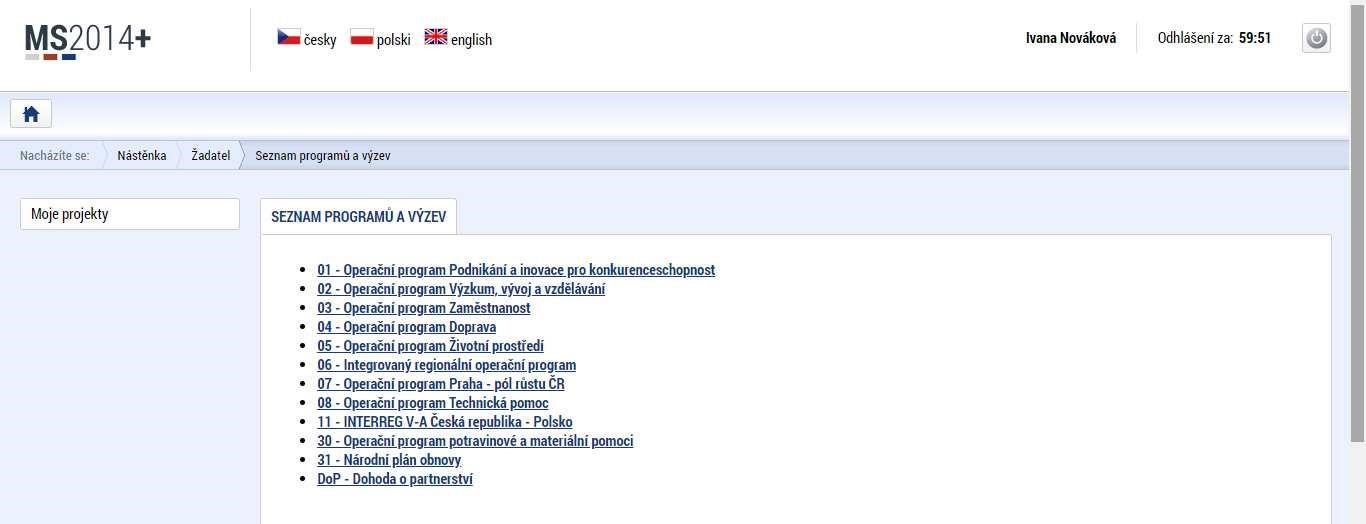 MS2014+
česky polski english
Ivana Nováková Odhlášení za: 59:51
Nacházíte se: Nástěnka Žadatel Seznam programů a výzev
Moje projekty
SEZNAM PROGRAMŮ A VÝZEV
01 - Operační program Podnikání a inovace pro konkurenceschopnost
02 - Operační program Výzkum, vývoj a vzdělávání
03 - Operační program Zaměstnanost
04 - Operační program Doprava
05 - Operační program Životní prostředí
06 - Integrovaný regionální operační program
07 - Operační program Praha - pól růstu ČR
08 - Operační program Technická pomoc
11 - INTERREG V-A Česká republika - Polsko
30 - Operační program potravinové a materiální pomoci
31 - Národní plán obnovy
DoP - Dohoda o partnerství